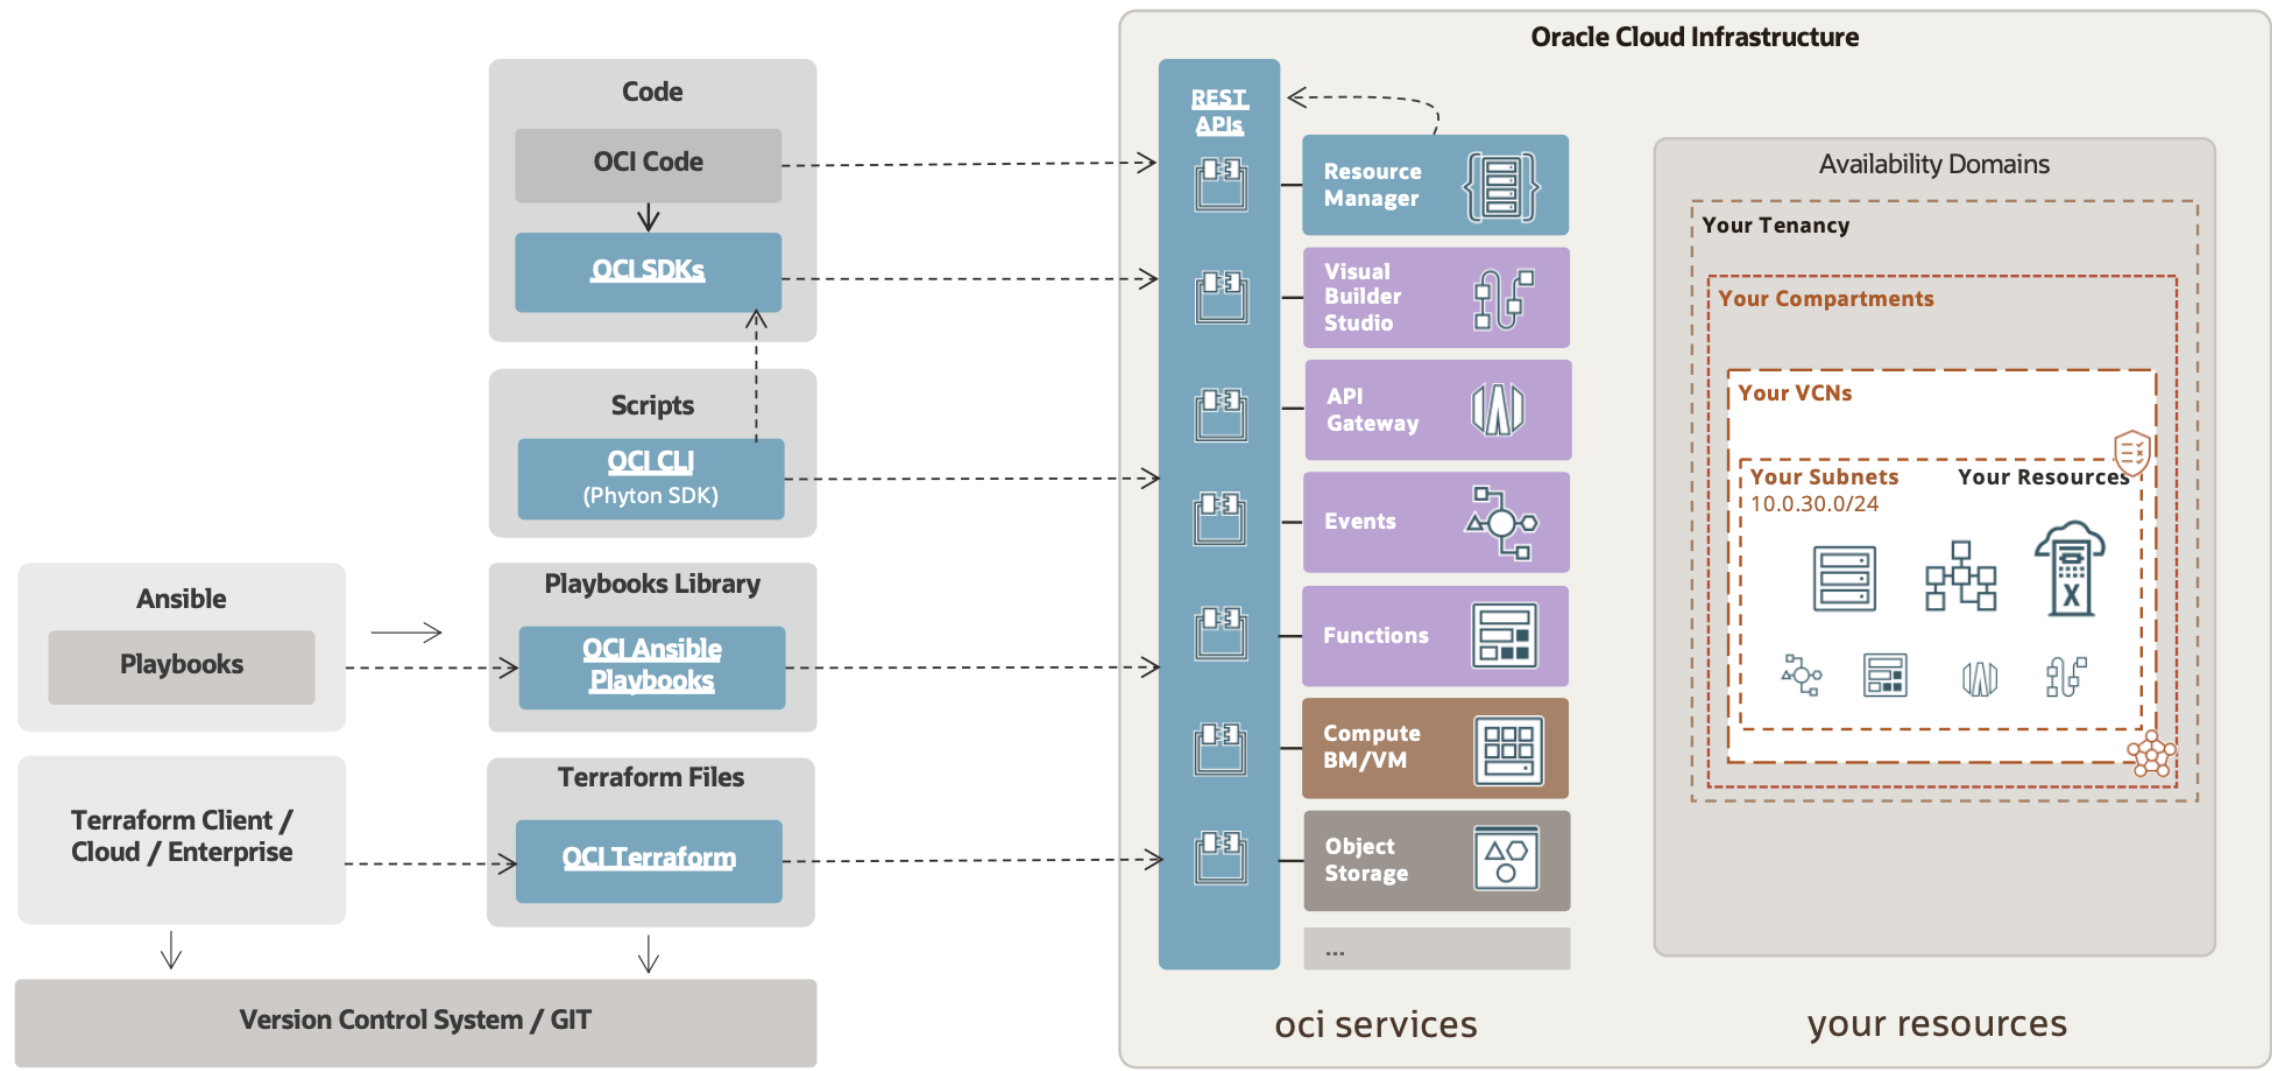 Code
OCI Code
OCI SDKs
Scripts
OCI CLI
(Phyton SDK)
Ansible
Playbooks
Playbooks Library
OCI Ansible
Playbooks
Terraform Client /
Cloud / Enterprise
Terraform Files
OCI Terraform
Version Control System / GIT
Oracle Cloud Infrastructure
REST
APIs
Resource
Manager
Visual
Builder
Studio
API
Gateway
Events
Functions
Compute
BM/VM
Object
Storage
...
oci services
Availability Domains
Your Tenancy
Your Compartments
Your VCNs
Your Subnets
10.0.30.0/24
Your Resources
X
your resources